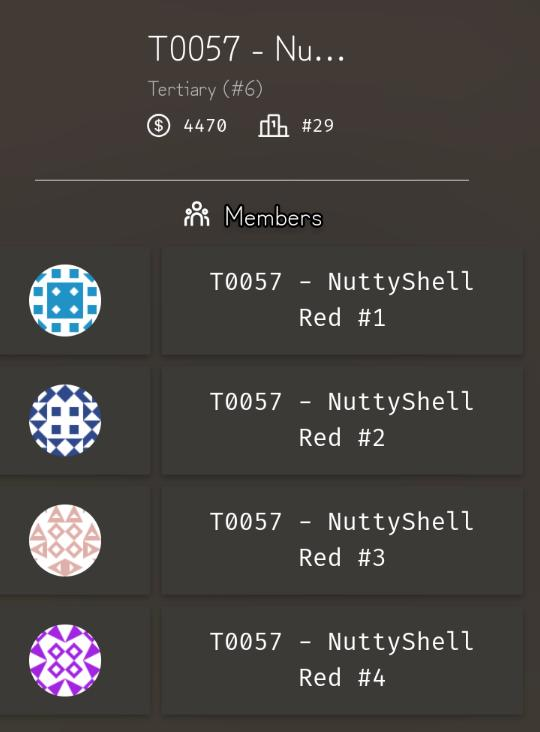 T0057 - Nu...
Tertiary (#6)
4470 #29
Members
T0057 - NuttyShell
Red #1
T0057 - NuttyShell
Red #2
T0057 - NuttyShell
Red #3
T0057 - NuttyShell
Red #4